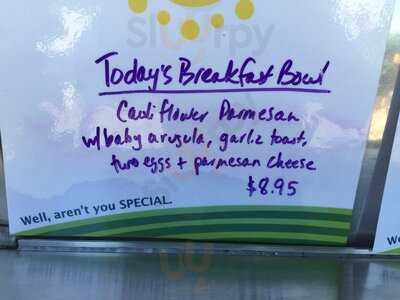 Today's Breakfast Bowl
Cauliflower Parmesan
w/ baby arugula, garlic toast,
two eggs + parmesan cheese
$8.95
Well, aren't you SPECIAL.